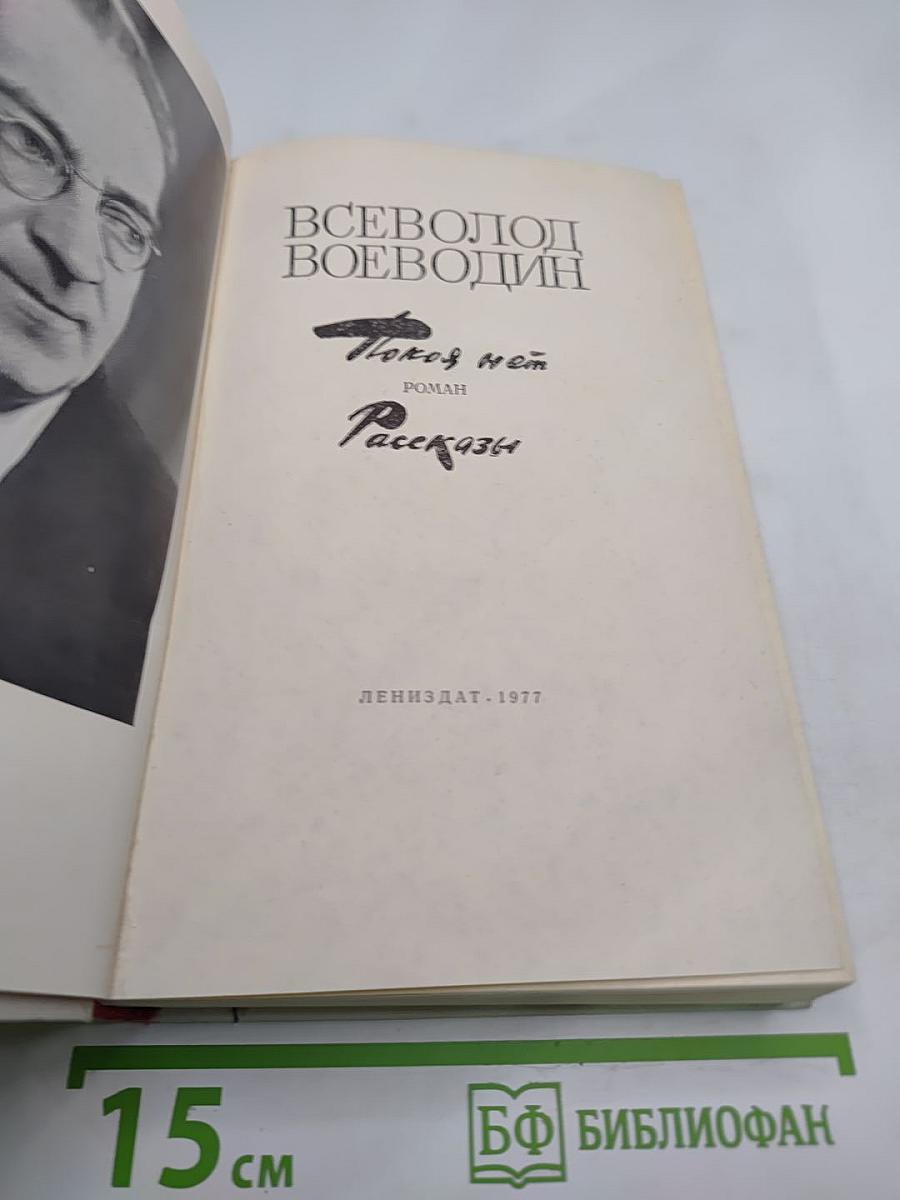 ВСЕВОЛОД
ВОЕВОДИН
Покоя нет
РОМАН
Рассказы
ЛЕНИЗДАТ - 1977
15 см
БФ БИБЛИОФАН